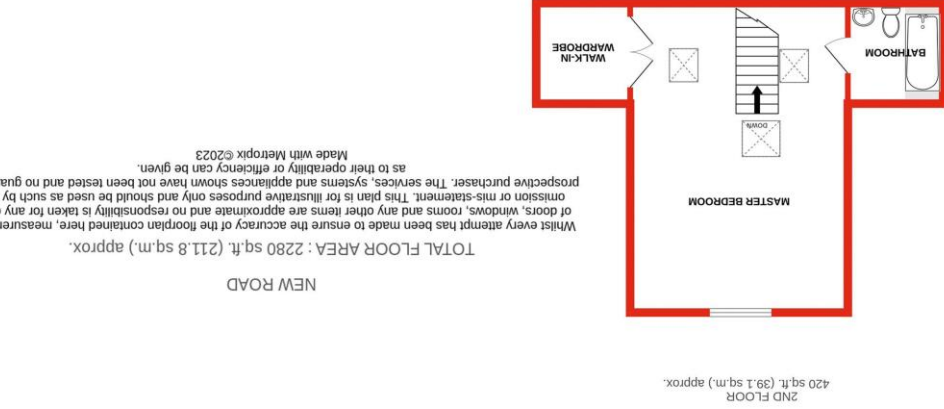 2ND FLOOR
420 sq.ft. (39.1 sq.m.) approx.
MASTER BEDROOM
DOWN
BATHROOM
WALK-IN
WARDROBE
NEW ROAD
TOTAL FLOOR AREA : 2280 sq.ft. (211.8 sq.m.) approx.
Whilst every attempt has been made to ensure the accuracy of the floorplan contained here,
of doors, windows, rooms and any other items are approximate and no responsibility is taken for any
omission or mis-statement. This plan is for illustrative purposes only and should be used as such by
prospective purchaser. The services, systems and appliances shown have not been tested and no
as to their operability or efficiency can be given.
Made with Metropix ©2023